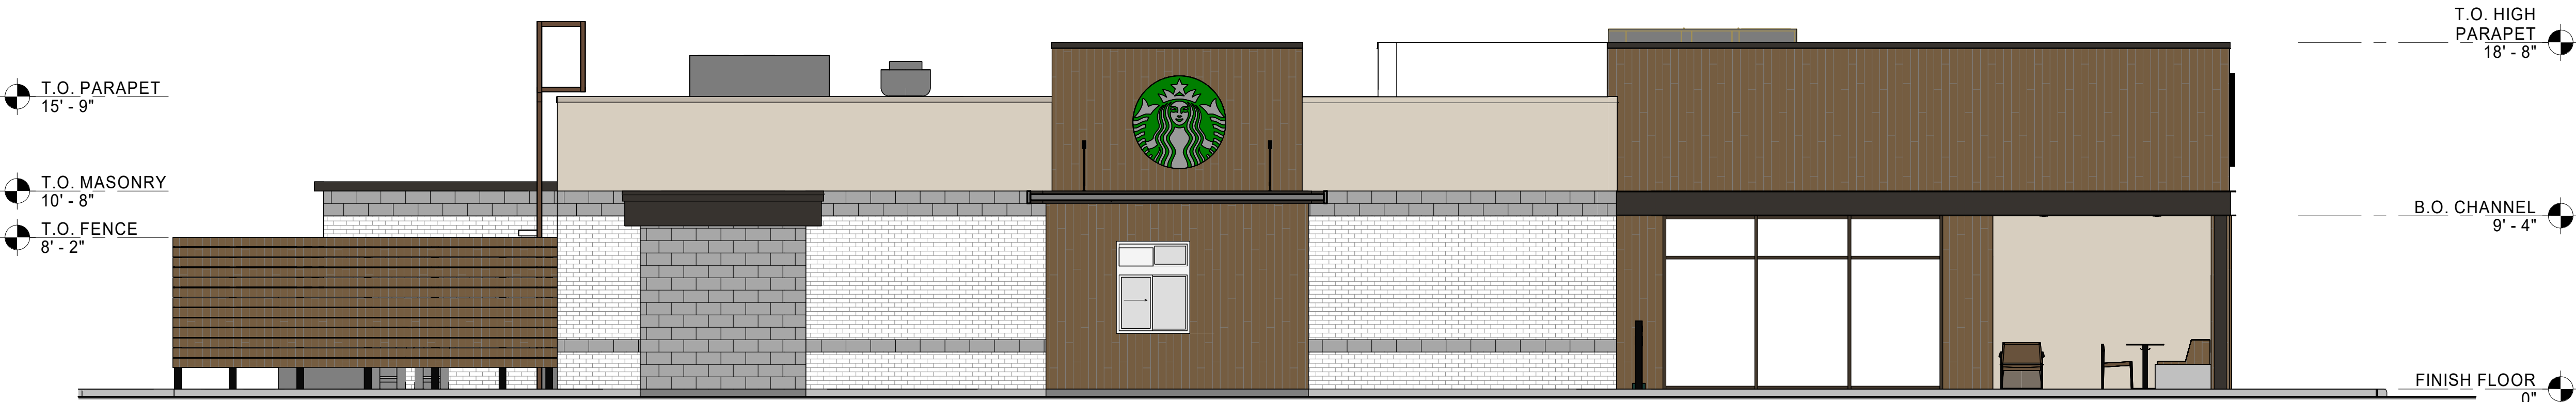 T.O. PARAPET
15' - 9"
T.O. MASONRY
10' - 8"
T.O. FENCE
8' - 2"
T.O. HIGH
PARAPET
18' - 8"
B.O. CHANNEL
9' - 4"
FINISH FLOOR
0"